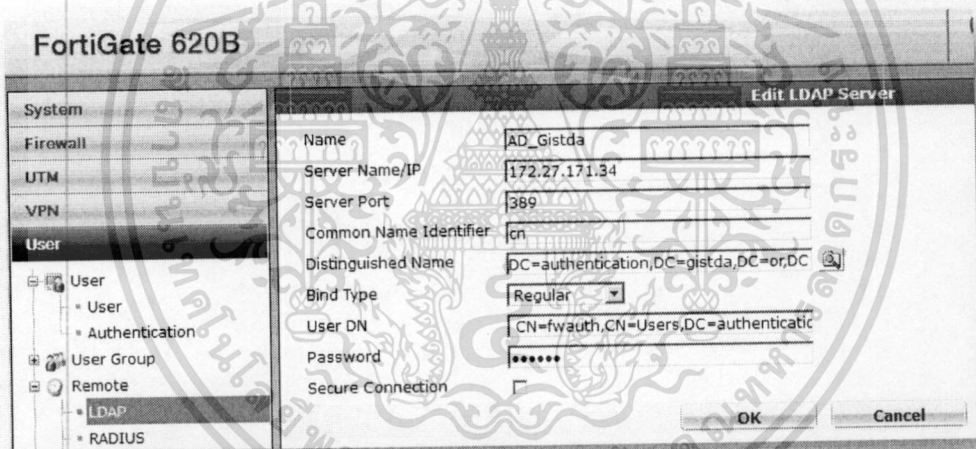 FortiGate 620B
Edit LDAP Server
System
Firewall
UTM
VPN
User
User
User
Authentication
User Group
Remote
LDAP
RADIUS
Name AD_Gistda
Server Name/IP 172.27.171.34
Server Port 389
Common Name Identifier cn
Distinguished Name DC=authentication,DC=gistda,DC=or,DC
Bind Type Regular
User DN CN=fwauth,CN=Users,DC=authenticatic
Password ●●●●●●
Secure Connection
OK Cancel